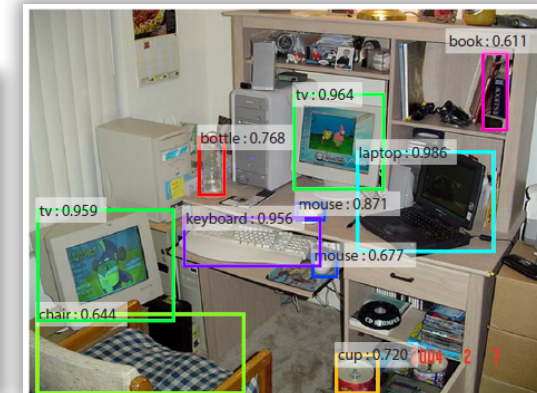 book : 0.611
tv : 0.964
bottle : 0.768
laptop : 0.986
mouse : 0.871
tv : 0.959
keyboard : 0.956
mouse : 0.677
chair : 0.644
cup : 0.720
004 2 7